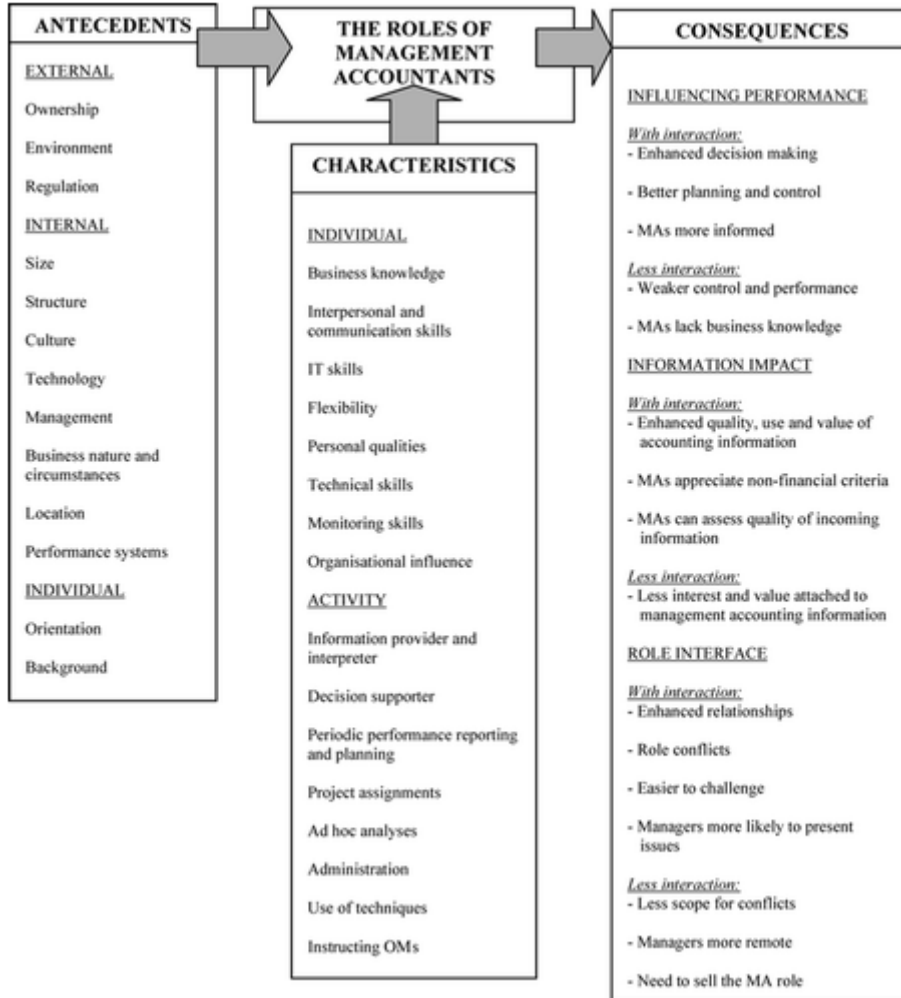 ANTECEDENTS
EXTERNAL
Ownership
Environment
Regulation
INTERNAL
Size
Structure
Culture
Technology
Management
Business nature and
circumstances
Location
Performance systems
INDIVIDUAL
Orientation
Background
THE ROLES OF
MANAGEMENT
ACCOUNTANTS
CHARACTERISTICS
INDIVIDUAL
Business knowledge
Interpersonal and
communication skills
IT skills
Flexibility
Personal qualities
Technical skills
Monitoring skills
Organisational influence
ACTIVITY
Information provider and
interpreter
Decision supporter
Periodic performance reporting
and planning
Project assignments
Ad hoc analyses
Administration
Use of techniques
Instructing OMs
CONSEQUENCES
INFLUENCING PERFORMANCE
With interaction:
- Enhanced decision making
- Better planning and control
- MAs more informed
Less interaction:
- Weaker control and performance
- MAs lack business knowledge
INFORMATION IMPACT
With interaction:
- Enhanced quality, use and value of
accounting information
- MAs appreciate non-financial criteria
- MAs can assess quality of incoming
information
Less interaction:
- Less interest and value attached to
management accounting information
ROLE INTERFACE
With interaction:
- Enhanced relationships
- Role conflicts
- Easier to challenge
- Managers more likely to present
issues
Less interaction:
- Less scope for conflicts
- Managers more remote
- Need to sell the MA role